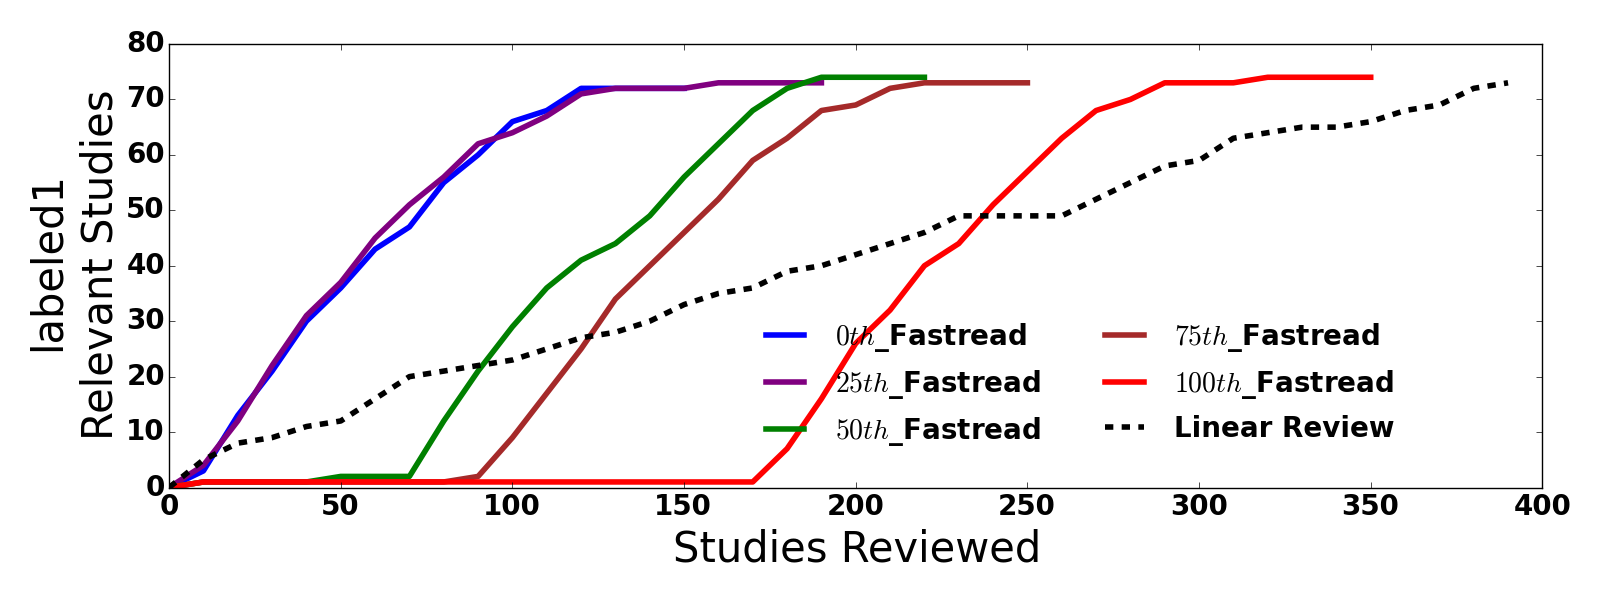 labeled1
Relevant Studies
80
70
60
50
40
30
20
10
0
0 50 100 150 200 250 300 350 400
Studies Reviewed
0th_Fastread
25th_Fastread
50th_Fastread
75th_Fastread
100th_Fastread
Linear Review